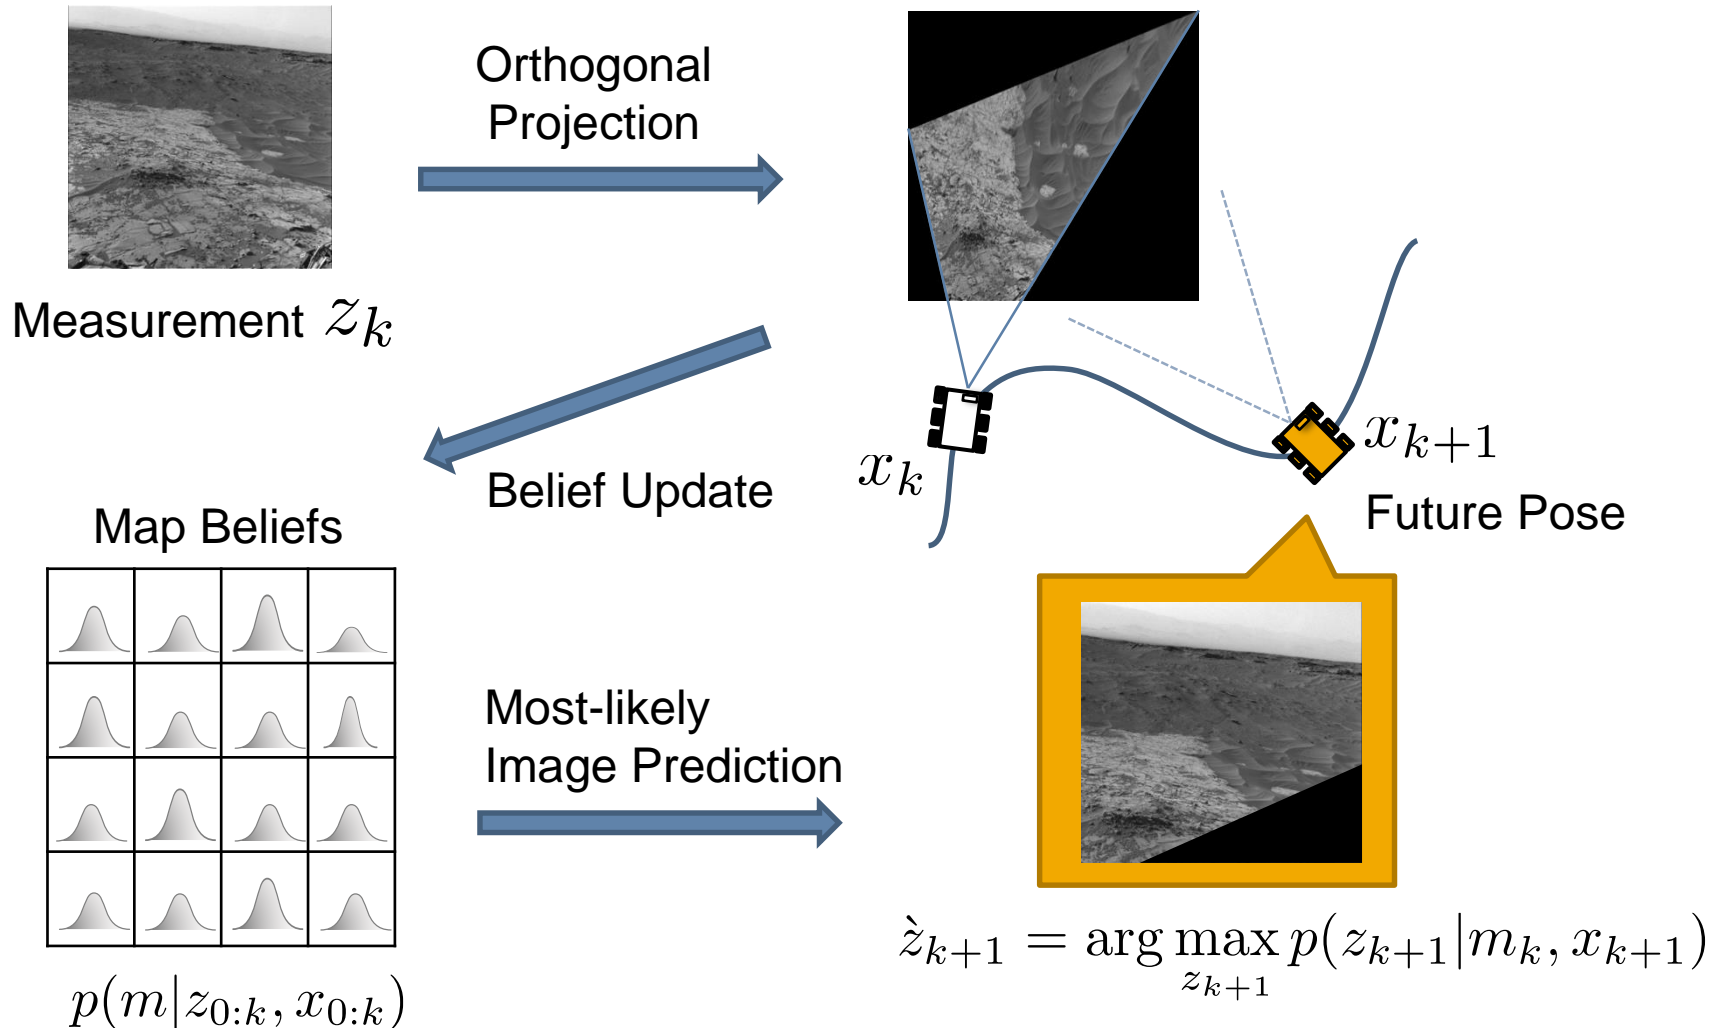 Orthogonal
Projection
Measurement $z_k$
$x_k$
$x_{k+1}$
Belief Update
Future Pose
Map Beliefs
Most-likely
Image Prediction
$\grave{z}_{k+1} = \arg\max_{z_{k+1}} p(z_{k+1}|m_k, x_{k+1})$
$p(m|z_{0:k}, x_{0:k})$